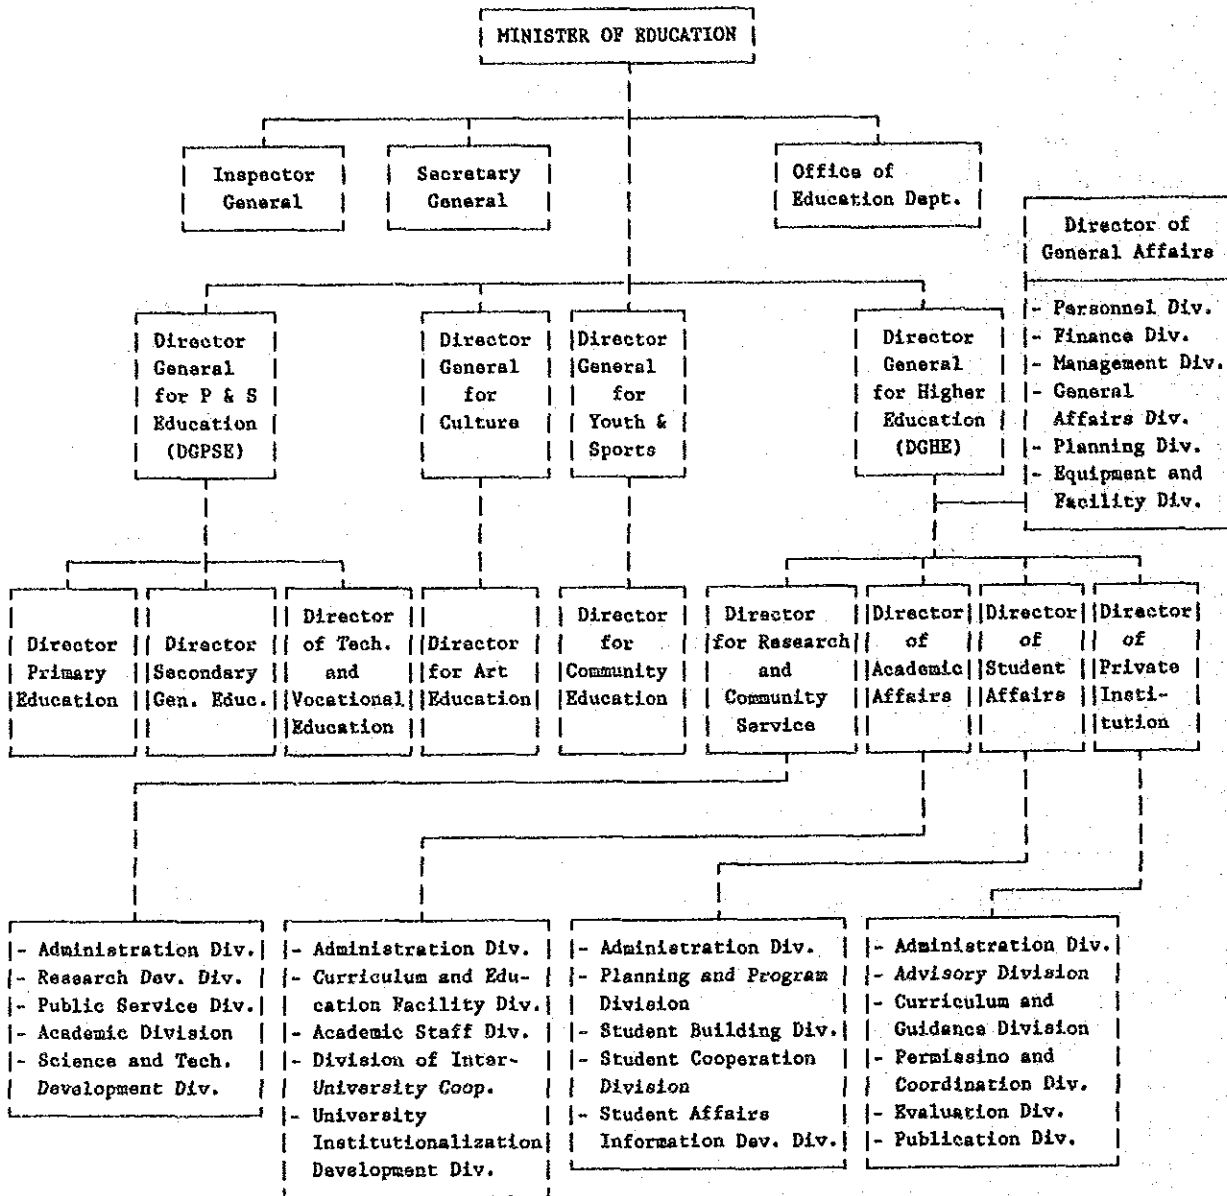 MINISTER OF EDUCATION
Inspector
General
Secretary
General
Office of
Education Dept.
Director of
General Affairs
- Personnel Div.
- Finance Div.
- Management Div.
- General
Affairs Div.
- Planning Div.
- Equipment and
Facility Div.
Director
General
for P & S
Education
(DGPSE)
Director
General
for
Culture
Director
General
for
Youth &
Sports
Director
General
for Higher
Education
(DGHE)
Director
Primary
Education
Director
Secondary
Gen. Educ.
Director
of Tech.
and
Vocational
Education
Director
for Art
Education
Director
for
Community
Education
Director
for Research
and
Community
Service
Director
of
Academic
Affairs
Director
of
Student
Affairs
Director
of
Private
Insti-
tution
- Administration Div.
- Research Dev. Div.
- Public Service Div.
- Academic Division
- Science and Tech.
Development Div.
- Administration Div.
- Curriculum and Edu-
cation Facility Div.
- Academic Staff Div.
- Division of Inter-
University Coop.
- University
Institutionalization
Development Div.
- Administration Div.
- Planning and Program
Division
- Student Building Div.
- Student Cooperation
Division
- Student Affairs
Information Dev. Div.
- Administration Div.
- Advisory Division
- Curriculum and
Guidance Division
- Permissino and
Coordination Div.
- Evaluation Div.
- Publication Div.